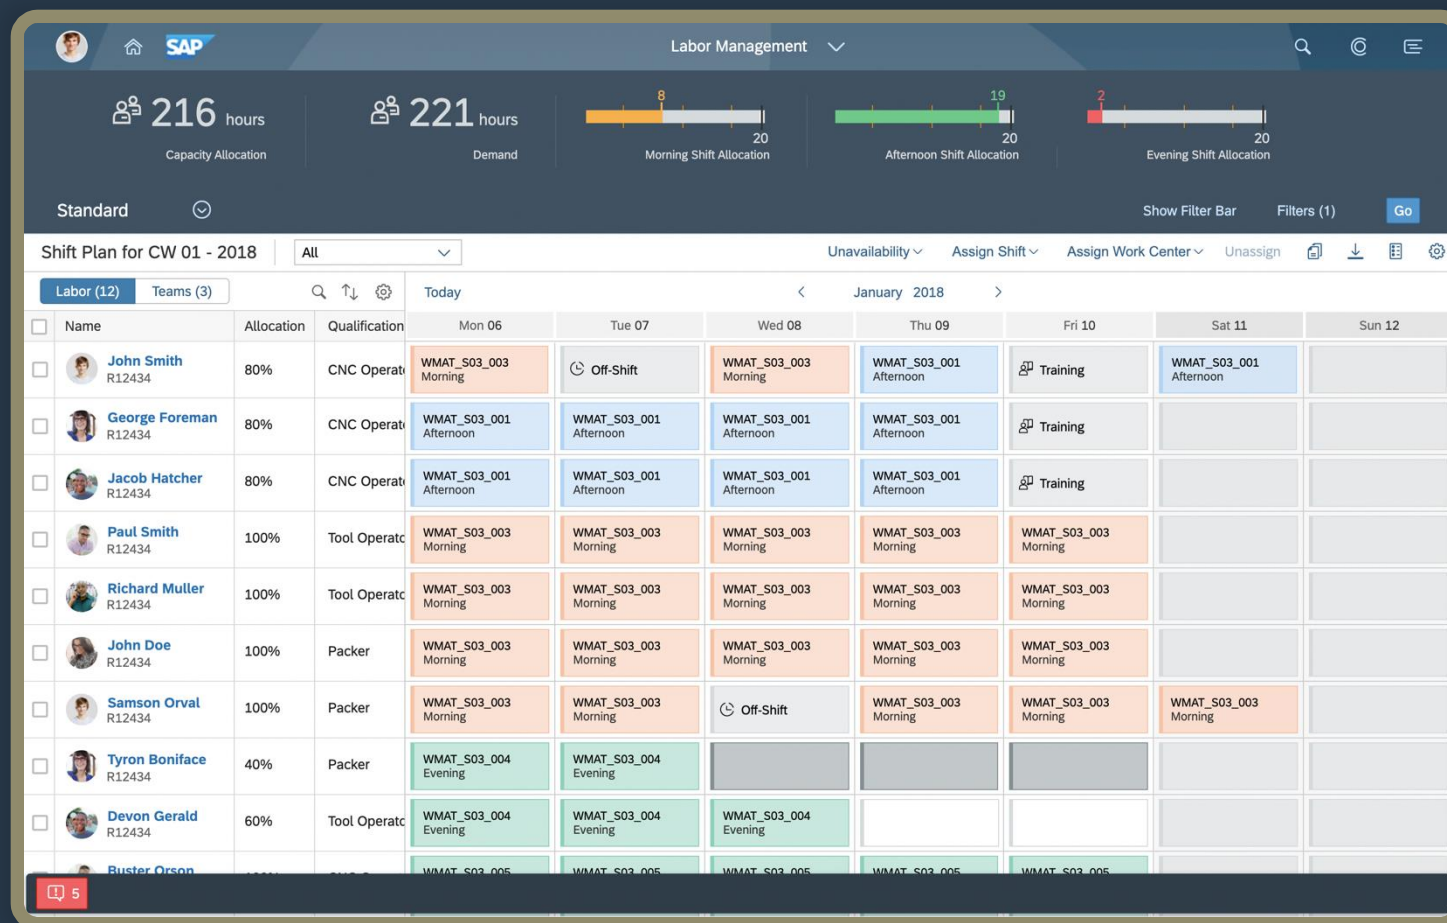 SAP
Labor Management
216 hours
Capacity Allocation
221 hours
Demand
8
20
Morning Shift Allocation
19
20
Afternoon Shift Allocation
2
20
Evening Shift Allocation
Standard
Show Filter Bar
Filters (1)
Go
Shift Plan for CW 01 - 2018
All
Unavailability
Assign Shift
Assign Work Center
Unassign
Labor (12)
Teams (3)
Today
January 2018
Name Allocation Qualification Mon 06 Tue 07 Wed 08 Thu 09 Fri 10 Sat 11 Sun 12
John Smith
R12434
80%
CNC Operat
WMAT_S03_003
Morning
Off-Shift
WMAT_S03_003
Morning
WMAT_S03_001
Afternoon
Training
WMAT_S03_001
Afternoon
George Foreman
R12434
80%
CNC Operat
WMAT_S03_001
Afternoon
WMAT_S03_001
Afternoon
WMAT_S03_001
Afternoon
WMAT_S03_001
Afternoon
Training
Jacob Hatcher
R12434
80%
CNC Operat
WMAT_S03_001
Afternoon
WMAT_S03_001
Afternoon
WMAT_S03_001
Afternoon
WMAT_S03_001
Afternoon
Training
Paul Smith
R12434
100%
Tool Operato
WMAT_S03_003
Morning
WMAT_S03_003
Morning
WMAT_S03_003
Morning
WMAT_S03_003
Morning
WMAT_S03_003
Morning
Richard Muller
R12434
100%
Tool Operato
WMAT_S03_003
Morning
WMAT_S03_003
Morning
WMAT_S03_003
Morning
WMAT_S03_003
Morning
WMAT_S03_003
Morning
John Doe
R12434
100%
Packer
WMAT_S03_003
Morning
WMAT_S03_003
Morning
WMAT_S03_003
Morning
WMAT_S03_003
Morning
WMAT_S03_003
Morning
Samson Orval
R12434
100%
Packer
WMAT_S03_003
Morning
WMAT_S03_003
Morning
Off-Shift
WMAT_S03_003
Morning
WMAT_S03_003
Morning
WMAT_S03_003
Morning
Tyron Boniface
R12434
40%
Packer
WMAT_S03_004
Evening
WMAT_S03_004
Evening
Devon Gerald
R12434
60%
Tool Operato
WMAT_S03_004
Evening
WMAT_S03_004
Evening
WMAT_S03_004
Evening
Buster Orson
WMAT_S03_005
WMAT_S03_005
WMAT_S03_005
WMAT_S03_005
WMAT_S03_005
5